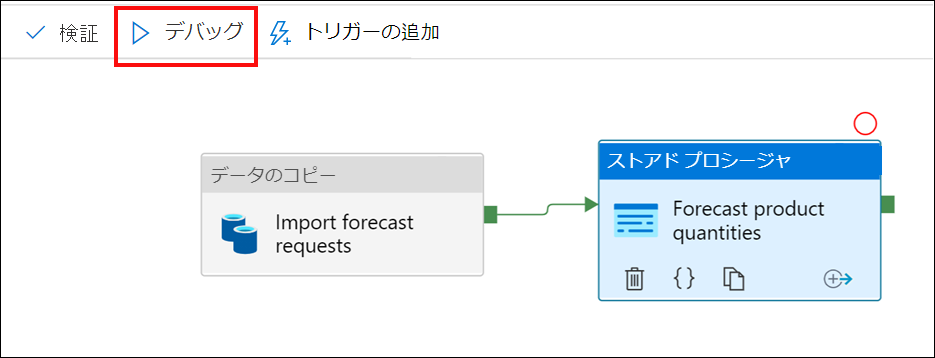 検証
デバッグ
トリガーの追加
データのコピー
Import forecast
requests
ストアド プロシージャ
Forecast product
quantities
{}